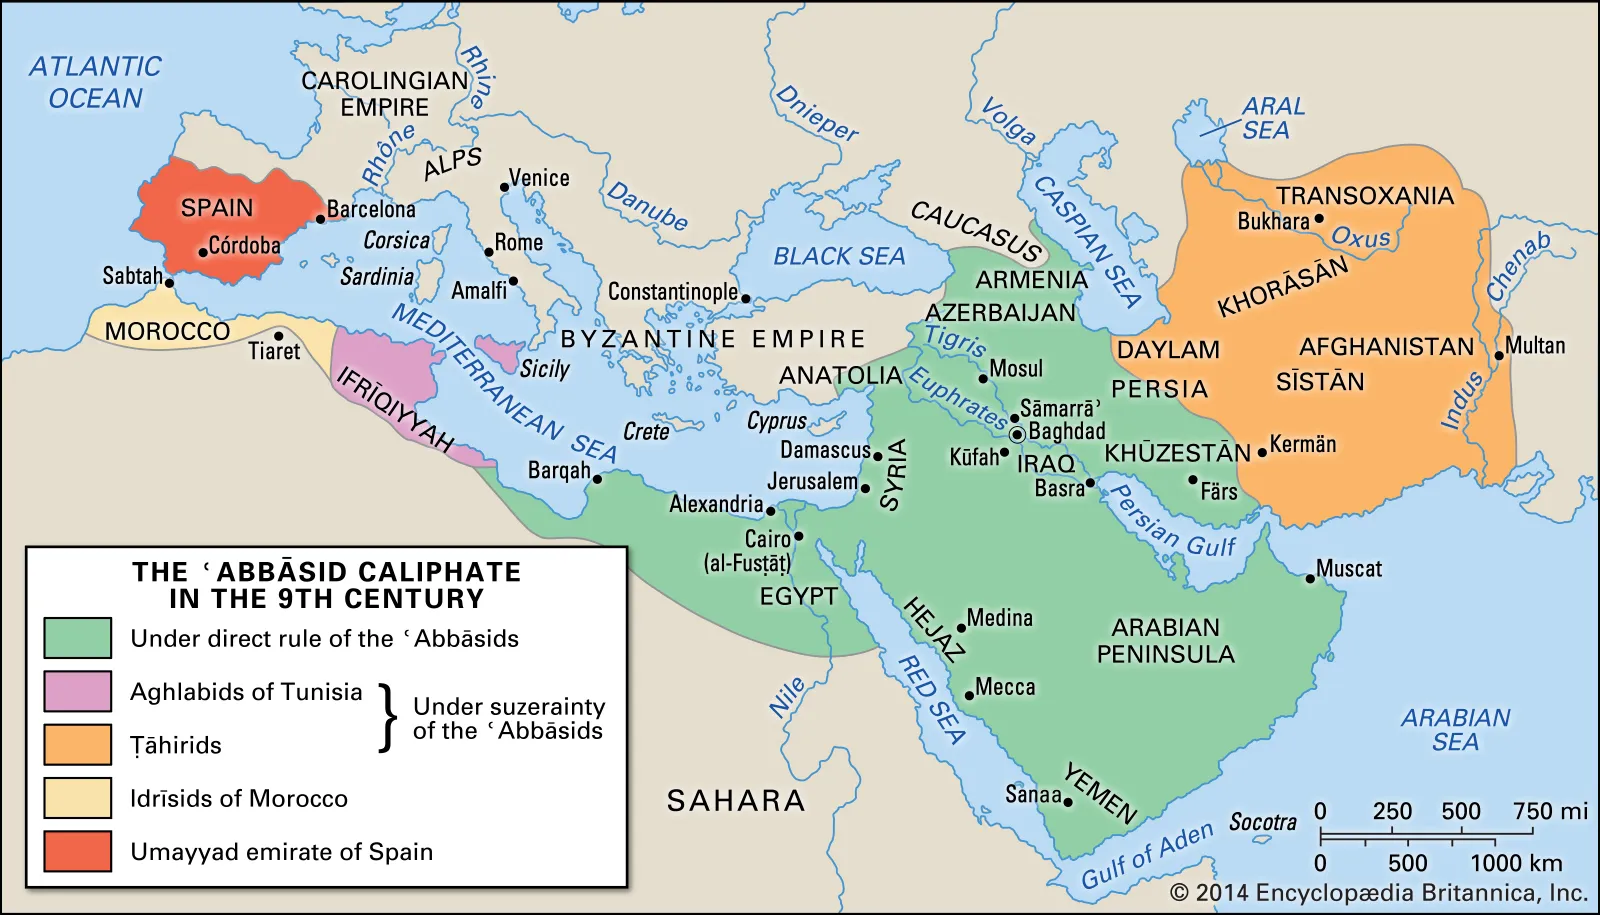 ATLANTIC
OCEAN
CAROLINGIAN
EMPIRE
Rhine
Rhône
ALPS
Venice
Danube
Dnieper
Volga
ARAL
SEA
CASPIAN SEA
CAUCASUS
BLACK SEA
TRANSOXANIA
Bukhara
Oxus
Chenab
KHORĀSĀN
SPAIN
Barcelona
Córdoba
Corsica
Rome
Sardinia
Amalfi
Sabtah
Constantinople
ARMENIA
AZERBAIJAN
MOROCCO
Tiaret
MEDITERRANEAN SEA
BYZANTINE EMPIRE
Tigris
DAYLAM
AFGHANISTAN
Multan
Sicily
ANATOLIA
Mosul
PERSIA
SĪSTĀN
IFRĪQIYYAH
Euphrates
Indus
Crete
Cyprus
Sāmarrāʾ
Baghdad
Damascus
SYRIA
Kūfah
IRAQ
KHŪZESTĀN
Kermän
Barqah
Jerusalem
Basra
Färs
Alexandria
Persian Gulf
Cairo
(al-Fusṭāṭ)
EGYPT
Muscat
HEJAZ
Medina
ARABIAN
PENINSULA
Mecca
RED SEA
Nile
ARABIAN
SEA
SAHARA
Sanaa
YEMEN
Gulf of Aden
Socotra
THE ʿABBĀSID CALIPHATE
IN THE 9TH CENTURY
Under direct rule of the ʿAbbāsids
Aghlabids of Tunisia
Under suzerainty
of the ʿAbbāsids
Ṭāhirids
Idrīsids of Morocco
Umayyad emirate of Spain
0 250 500 750 mi
0 500 1000 km
© 2014 Encyclopædia Britannica, Inc.